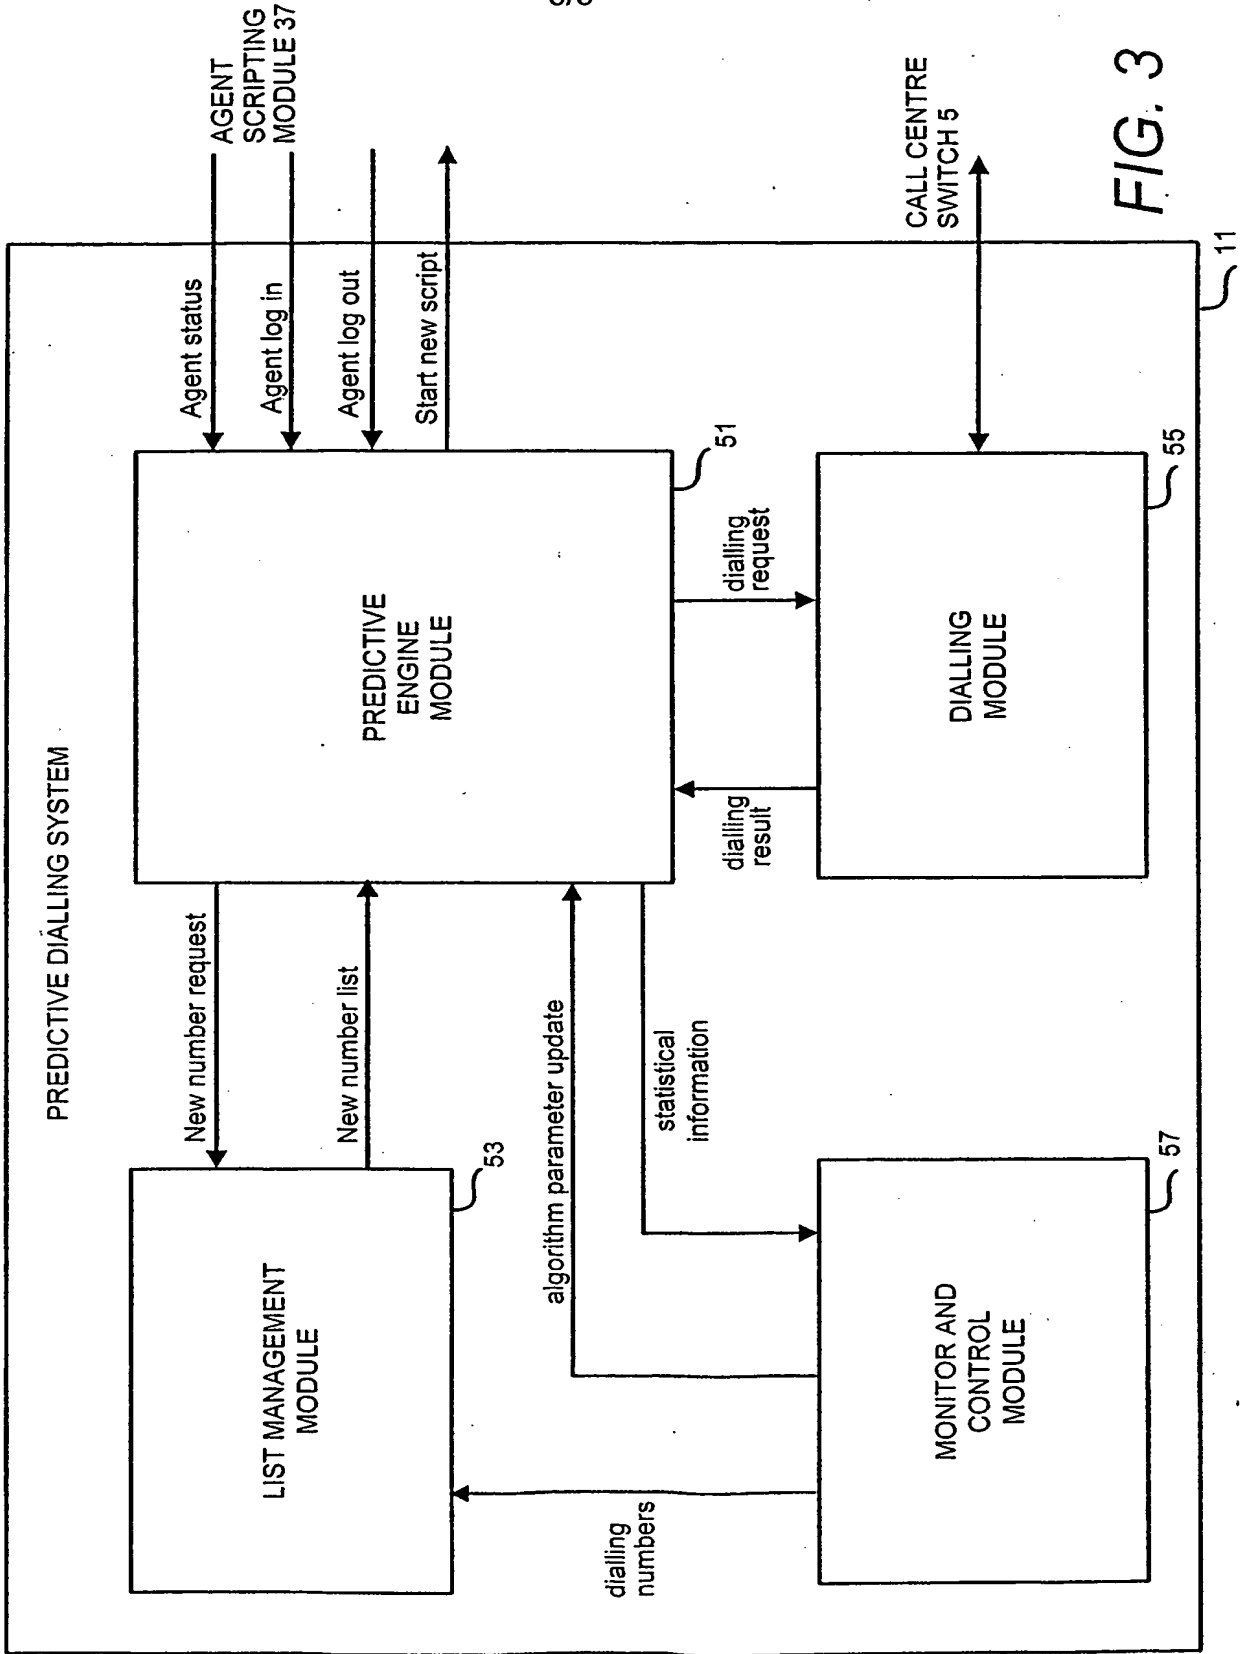 PREDICTIVE DIALLING SYSTEM
AGENT
SCRIPTING
MODULE 37
Agent status
Agent log in
Agent log out
Start new script
New number request
New number list
LIST MANAGEMENT
MODULE
53
PREDICTIVE
ENGINE
MODULE
51
algorithm parameter update
statistical
information
dialling
result
dialling
request
dialling
numbers
MONITOR AND
CONTROL
MODULE
57
DIALLING
MODULE
55
CALL CENTRE
SWITCH 5
11
FIG. 3